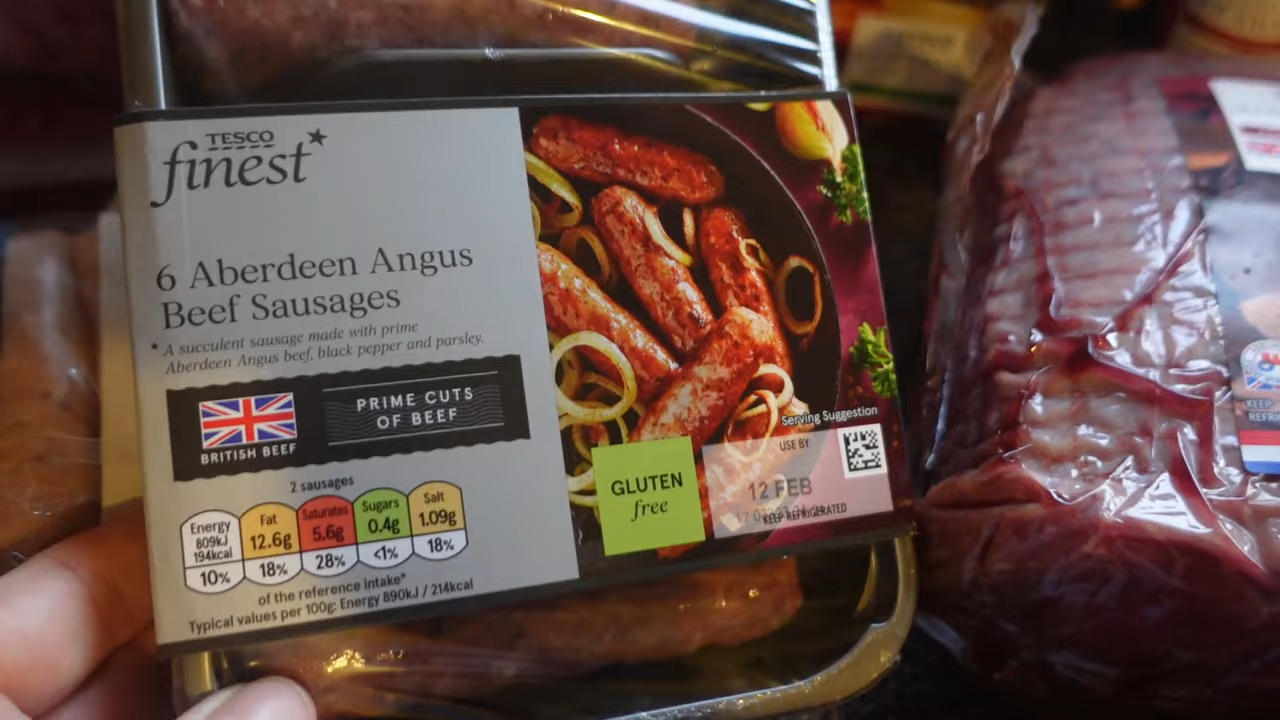 TESCO
finest
6 Aberdeen Angus
Beef Sausages
* A succulent sausage made with prime
Aberdeen Angus beef, black pepper and parsley.
BRITISH BEEF
PRIME CUTS
OF BEEF
2 sausages
Energy
809kJ
194kcal
10%
Fat
12.6g
18%
Saturates
5.6g
28%
Sugars
0.4g
<1%
Salt
1.09g
18%
of the reference intake*
Typical values per 100g: Energy 890kJ / 214kcal
GLUTEN
free
Serving Suggestion
USE BY
12 FEB
KEEP REFRIGERATED
KEEP